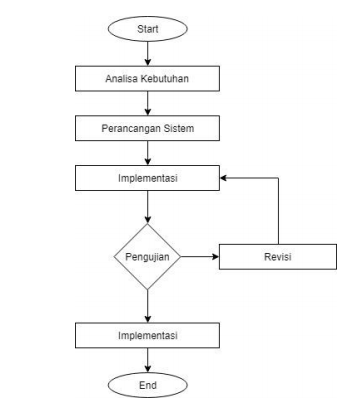 Start
Analisa Kebutuhan
Perancangan Sistem
Implementasi
Pengujian
Revisi
Implementasi
End